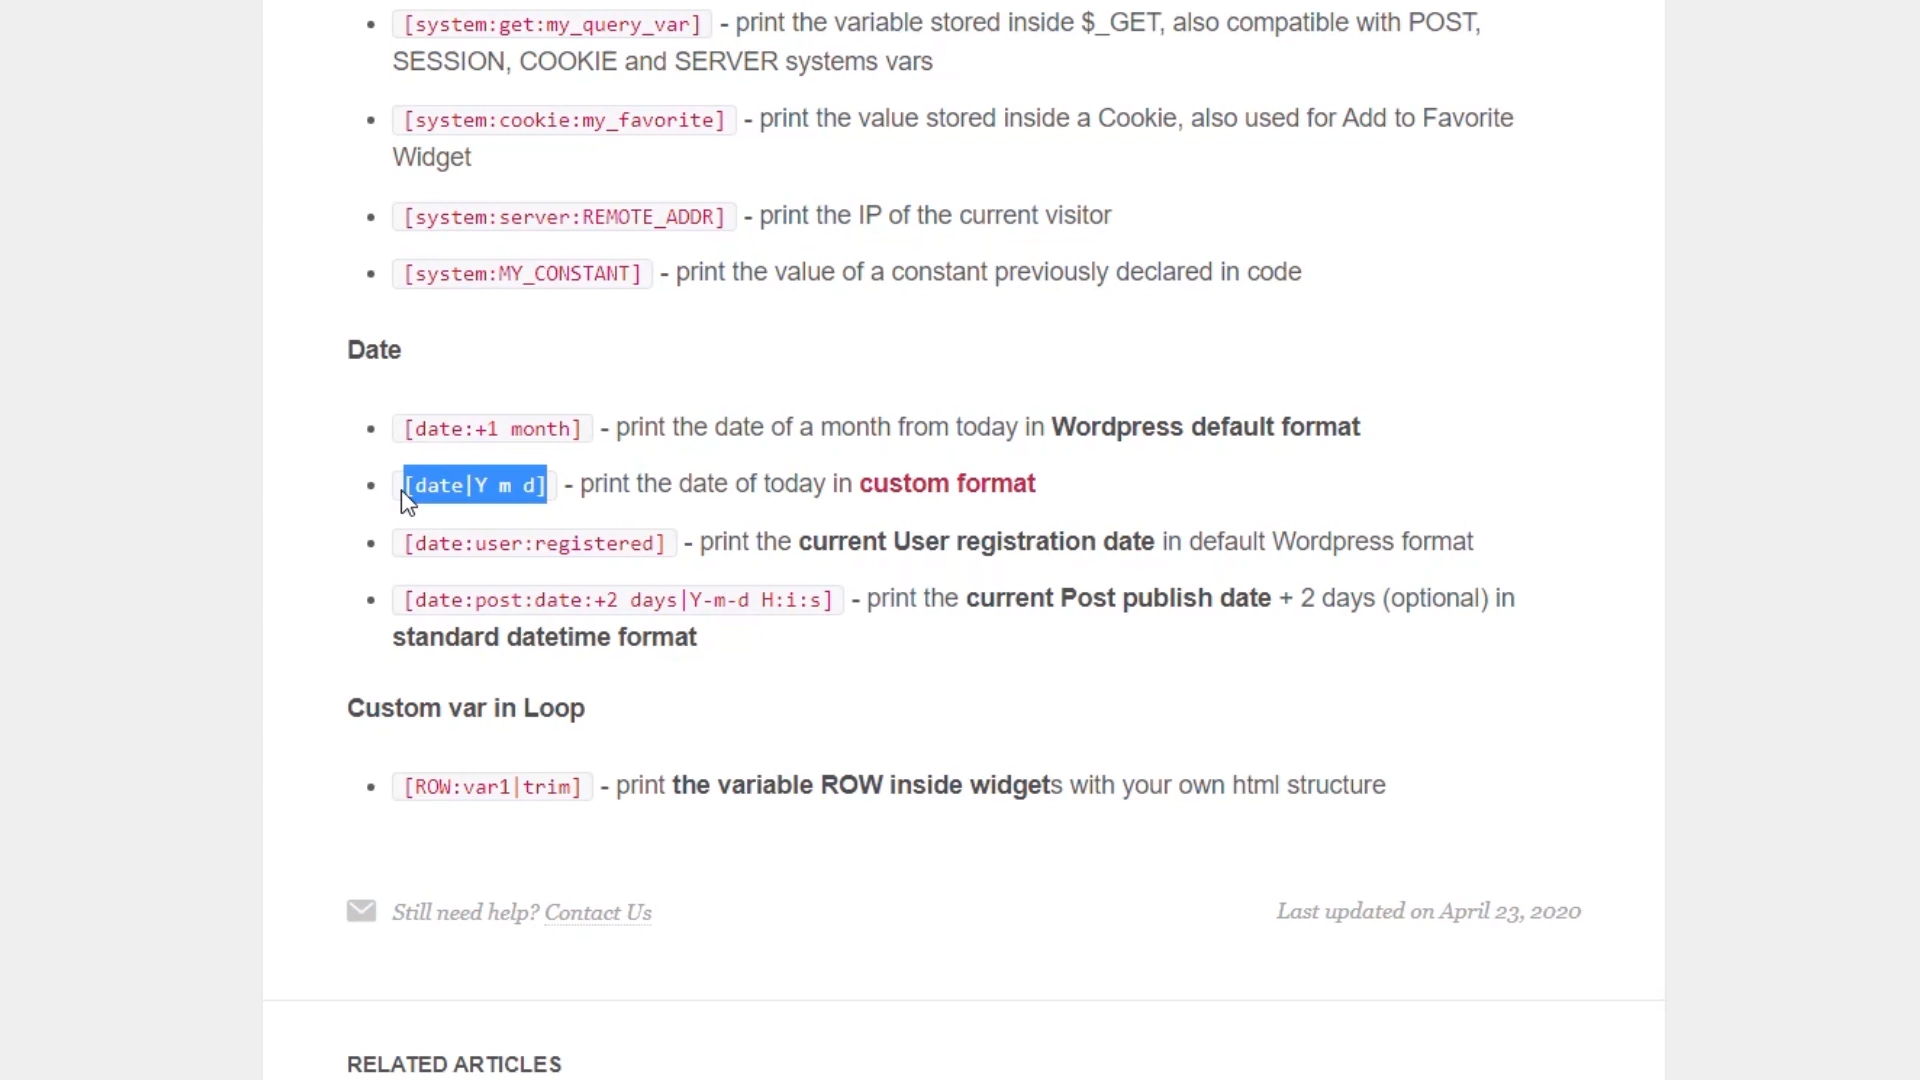 [system:get:my_query_var] - print the variable stored inside $_GET, also compatible with POST,
SESSION, COOKIE and SERVER systems vars
[system:cookie:my_favorite] - print the value stored inside a Cookie, also used for Add to Favorite
Widget
[system:server:REMOTE_ADDR] - print the IP of the current visitor
[system:MY_CONSTANT] - print the value of a constant previously declared in code
Date
[date:+1 month] - print the date of a month from today in Wordpress default format
[date|Y m d] - print the date of today in custom format
[date:user:registered] - print the current User registration date in default Wordpress format
[date:post:date:+2 days|Y-m-d H:i:s] - print the current Post publish date + 2 days (optional) in
standard datetime format
Custom var in Loop
[ROW:var1|trim] - print the variable ROW inside widgets with your own html structure
Still need help? Contact Us
Last updated on April 23, 2020
RELATED ARTICLES